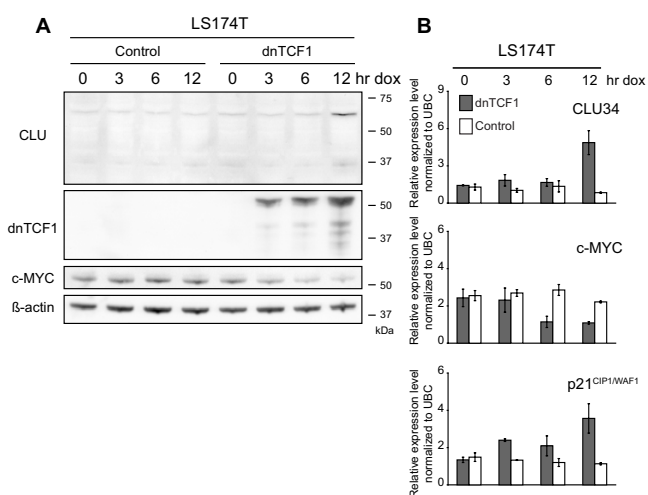 A
LS174T
Control dnTCF1
0 3 6 12 0 3 6 12 hr dox
CLU
75
50
37
dnTCF1
50
37
c-MYC
50
ß-actin
37
kDa
B
LS174T
0 3 6 12 hr dox
Relative expression level
normalized to UBC
9
6
3
0
dnTCF1
Control
CLU34
Relative expression level
normalized to UBC
6
4
2
0
c-MYC
Relative expression level
normalized to UBC
6
4
2
0
p21CIP1/WAF1